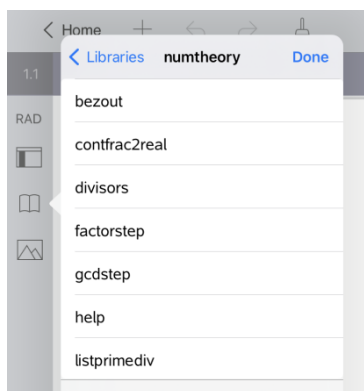 Home
Libraries numtheory Done
1.1
bezout
RAD
contfrac2real
divisors
factorstep
gcdstep
help
listprimediv